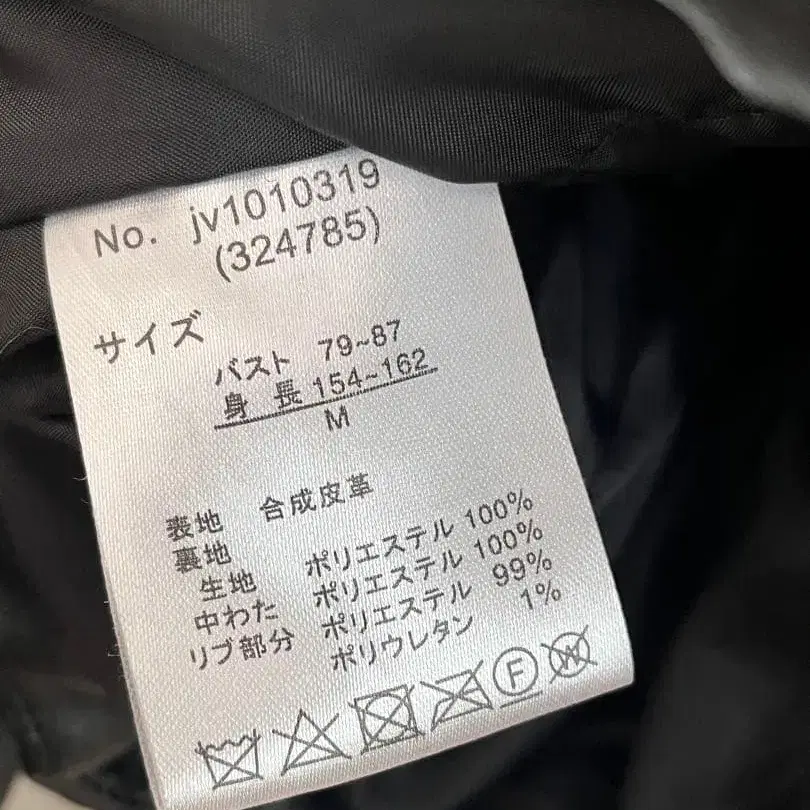 No. jv1010319
(324785)
サイズ
バスト 79~87
身 長 154~162
M
表地 合成皮革
裏地
生地 ポリエステル 100%
中わた ポリエステル 100%
リブ部分 ポリエステル 99%
ポリウレタン 1%
F W